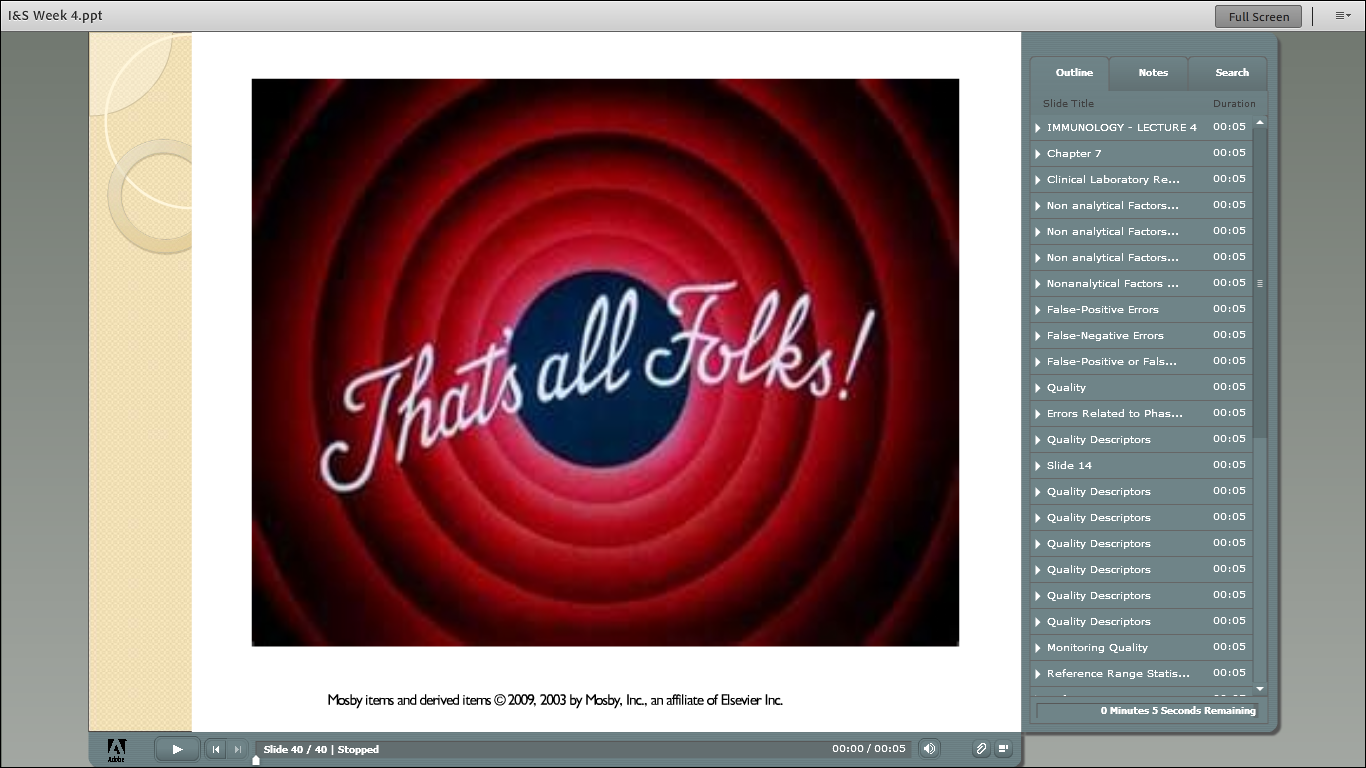 I&S Week 4.ppt
Full Screen
That's all Folks!
Mosby items and derived items © 2009, 2003 by Mosby, Inc., an affiliate of Elsevier Inc.
Outline Notes Search
Slide Title Duration
IMMUNOLOGY - LECTURE 4 00:05
Chapter 7 00:05
Clinical Laboratory Re... 00:05
Non analytical Factors... 00:05
Non analytical Factors... 00:05
Non analytical Factors... 00:05
Nonanalytical Factors ... 00:05
False-Positive Errors 00:05
False-Negative Errors 00:05
False-Positive or Fals... 00:05
Quality 00:05
Errors Related to Phas... 00:05
Quality Descriptors 00:05
Slide 14 00:05
Quality Descriptors 00:05
Quality Descriptors 00:05
Quality Descriptors 00:05
Quality Descriptors 00:05
Quality Descriptors 00:05
Quality Descriptors 00:05
Monitoring Quality 00:05
Reference Range Statis... 00:05
0 Minutes 5 Seconds Remaining
Adobe
Slide 40 / 40 | Stopped 00:00 / 00:05